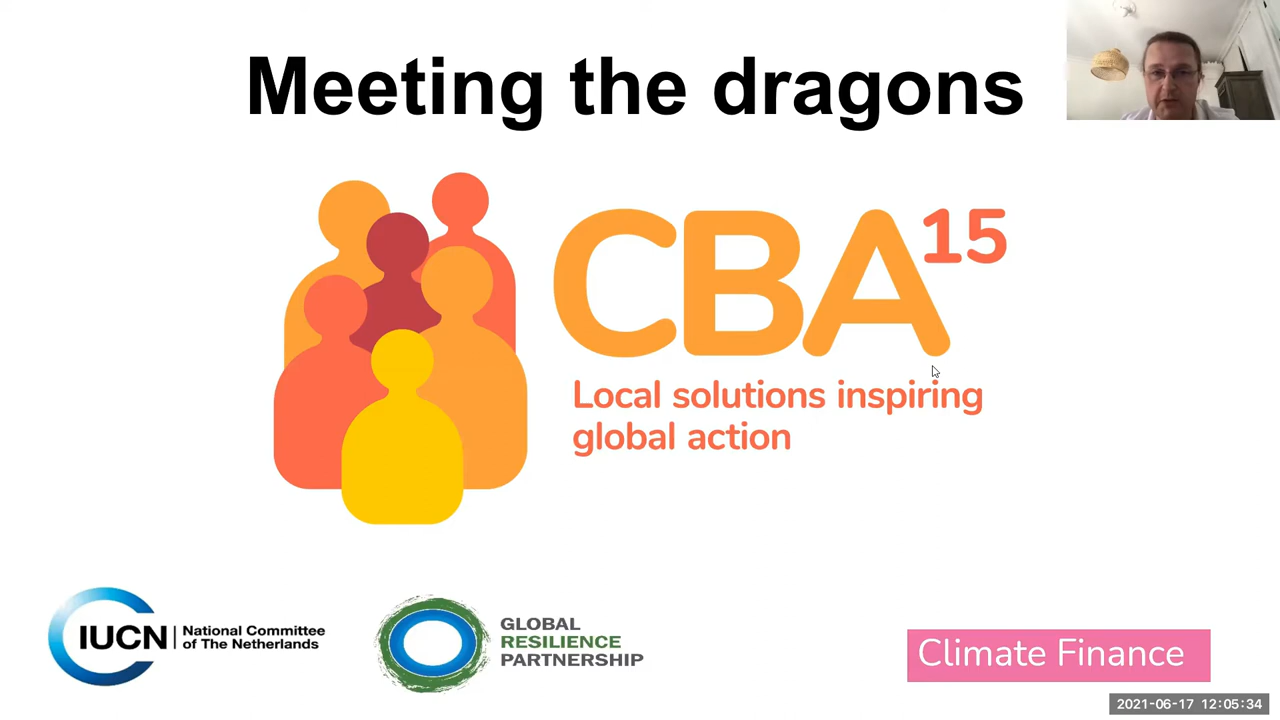 Meeting the dragons
CBA15
Local solutions inspiring
global action
IUCN
National Committee
of The Netherlands
GLOBAL
RESILIENCE
PARTNERSHIP
Climate Finance
2021-06-17 12:05:34